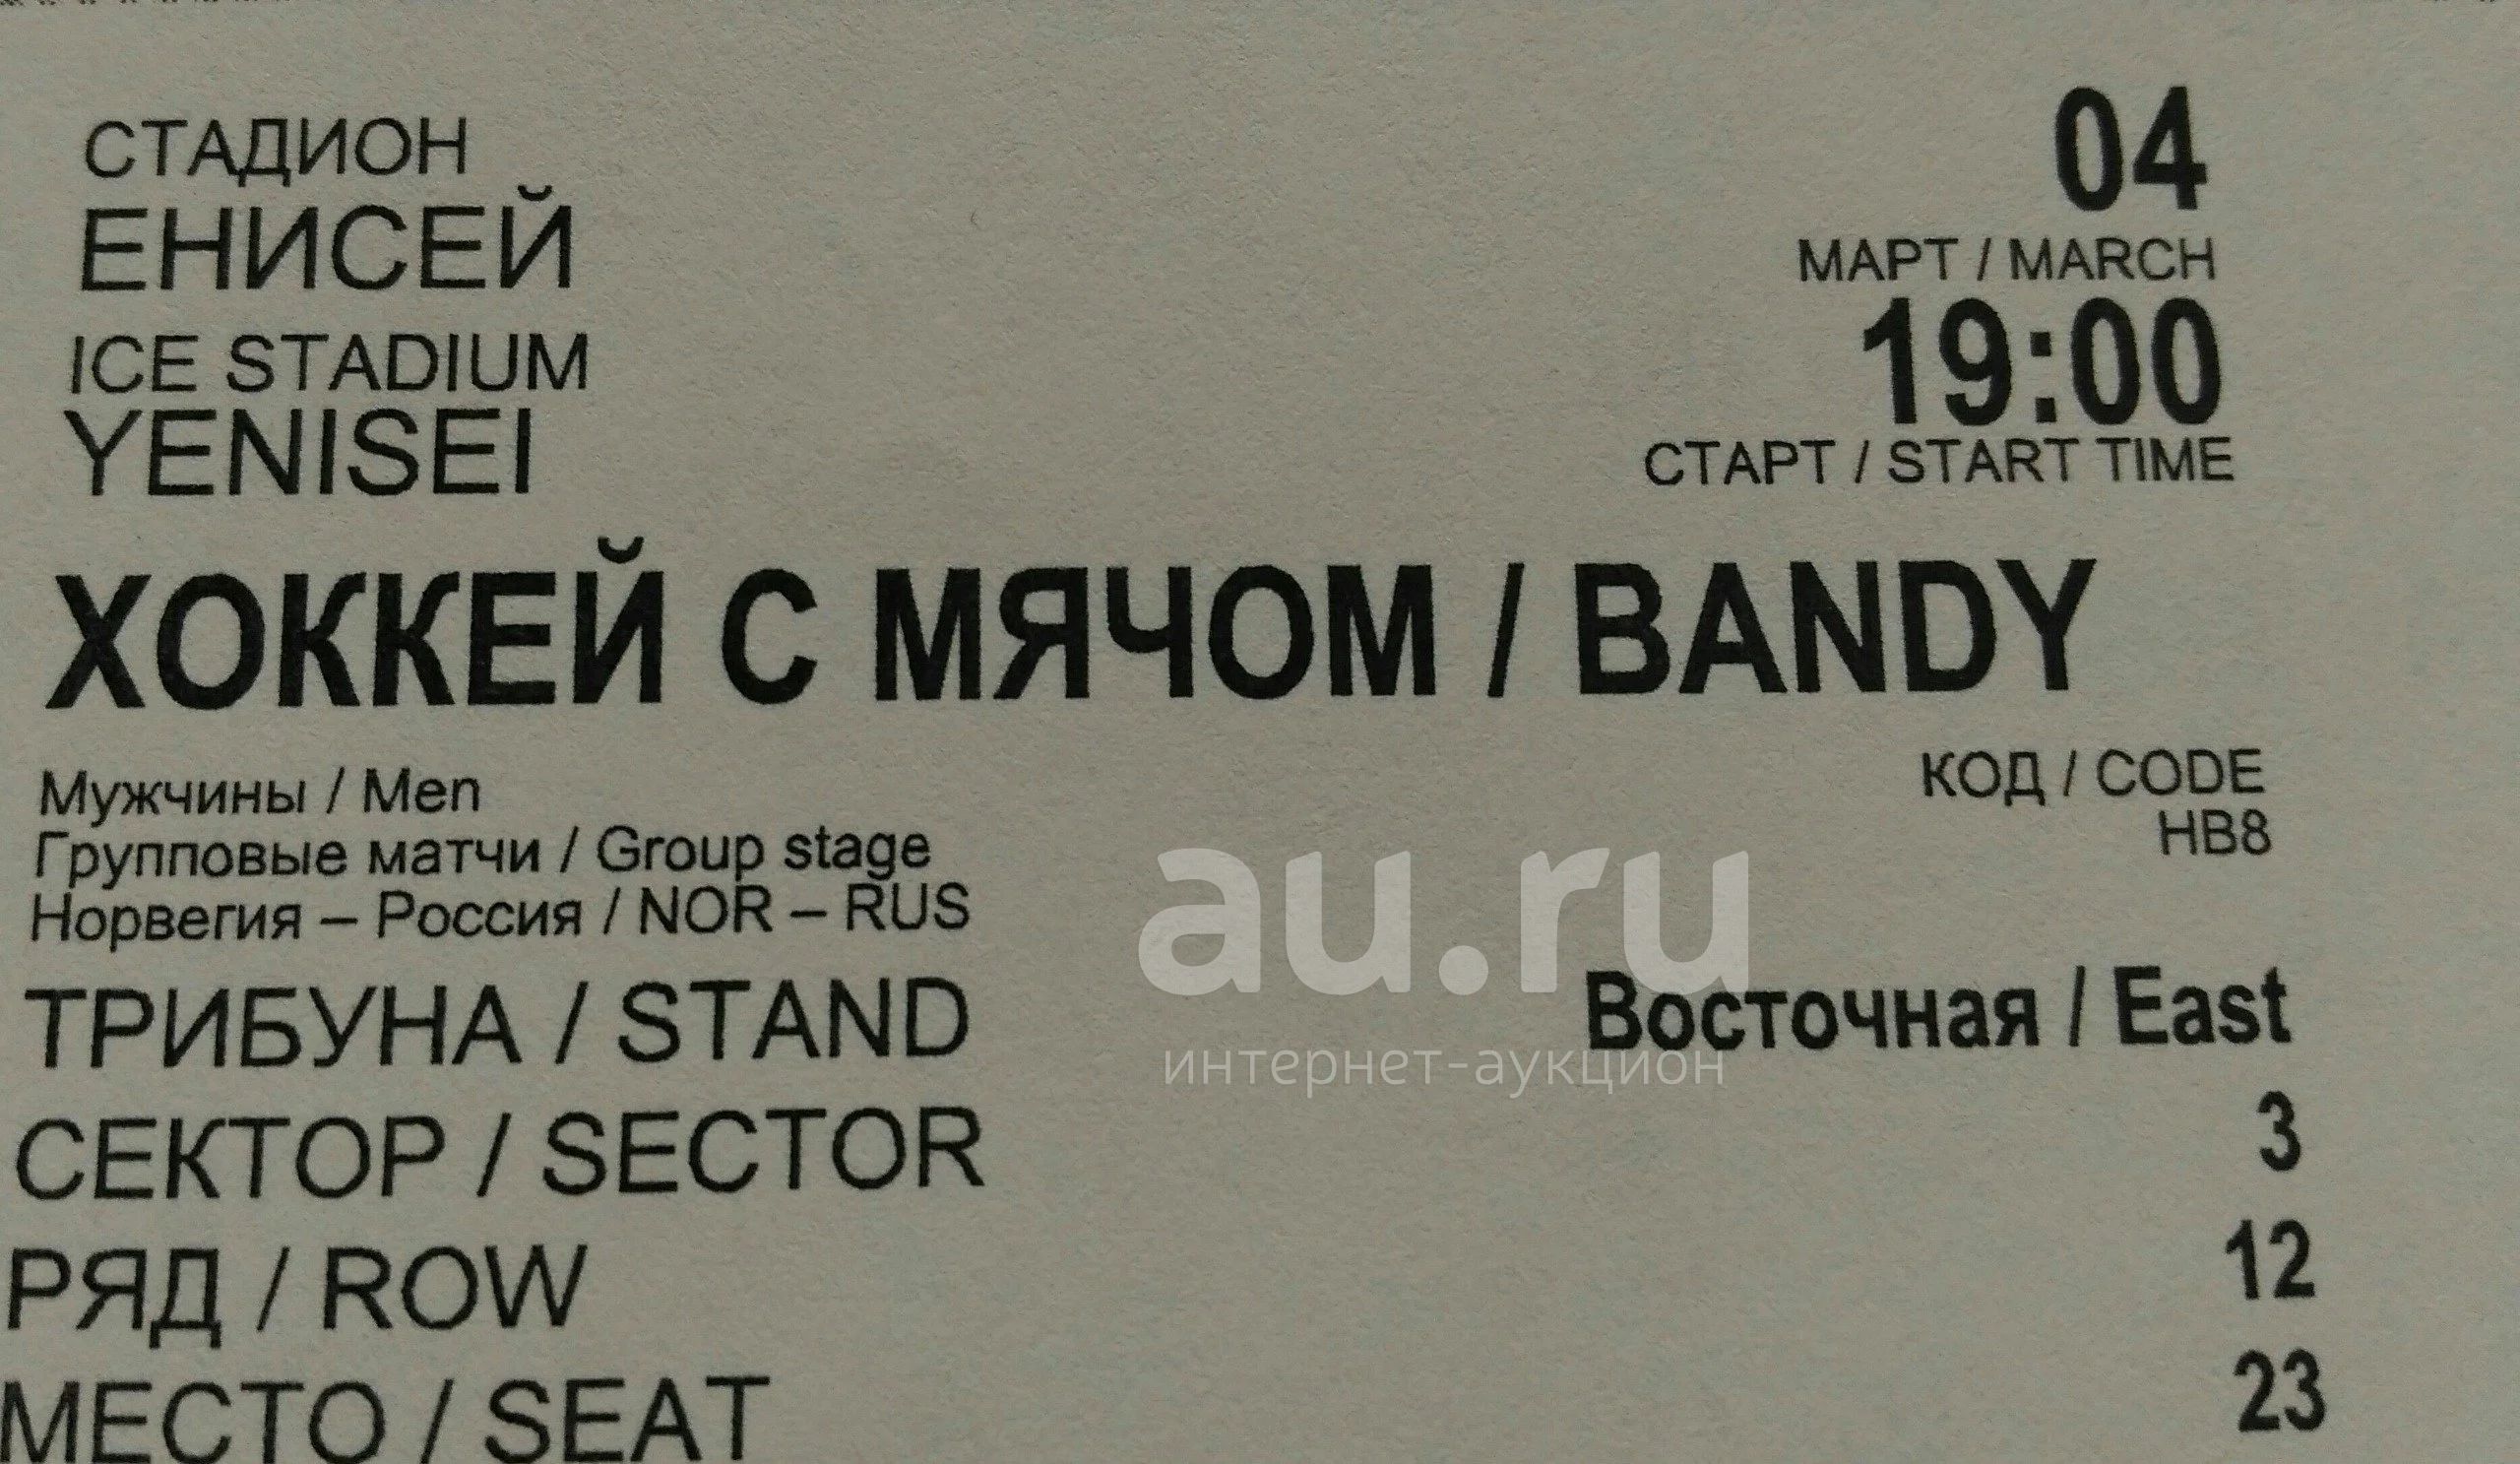 СТАДИОН
ЕНИСЕЙ
ICE STADIUM
YENISEI
04
МАРТ / MARCH
19:00
СТАРТ / START TIME
ХОККЕЙ С МЯЧОМ / BANDY
Мужчины / Men
Групповые матчи / Group stage
Норвегия – Россия / NOR – RUS
КОД / CODE
HB8
au.ru
интернет-аукцион
ТРИБУНА / STAND Восточная / East
СЕКТОР / SECTOR 3
РЯД / ROW 12
МЕСТО / SEAT 23